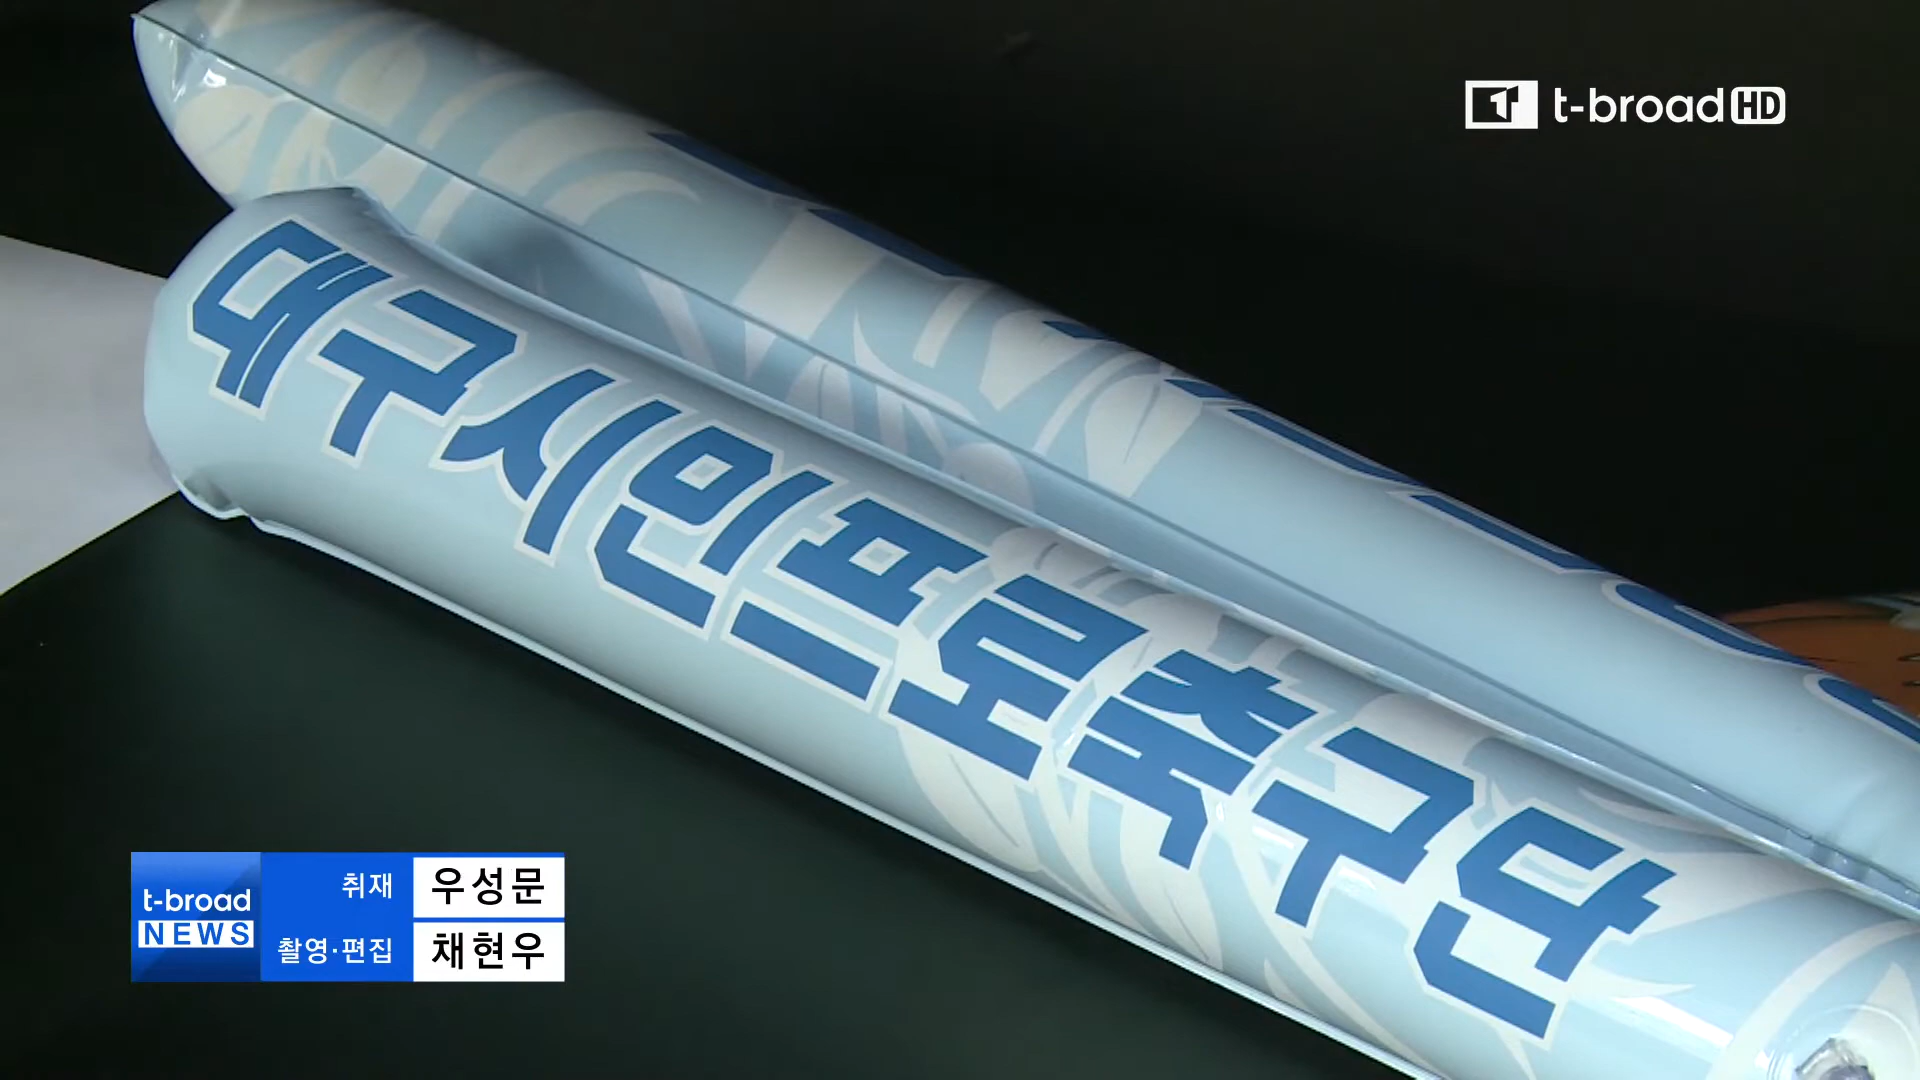 t-broad HD
대구시민프로축구단
t-broad
NEWS
취재 우성문
촬영·편집 채현우